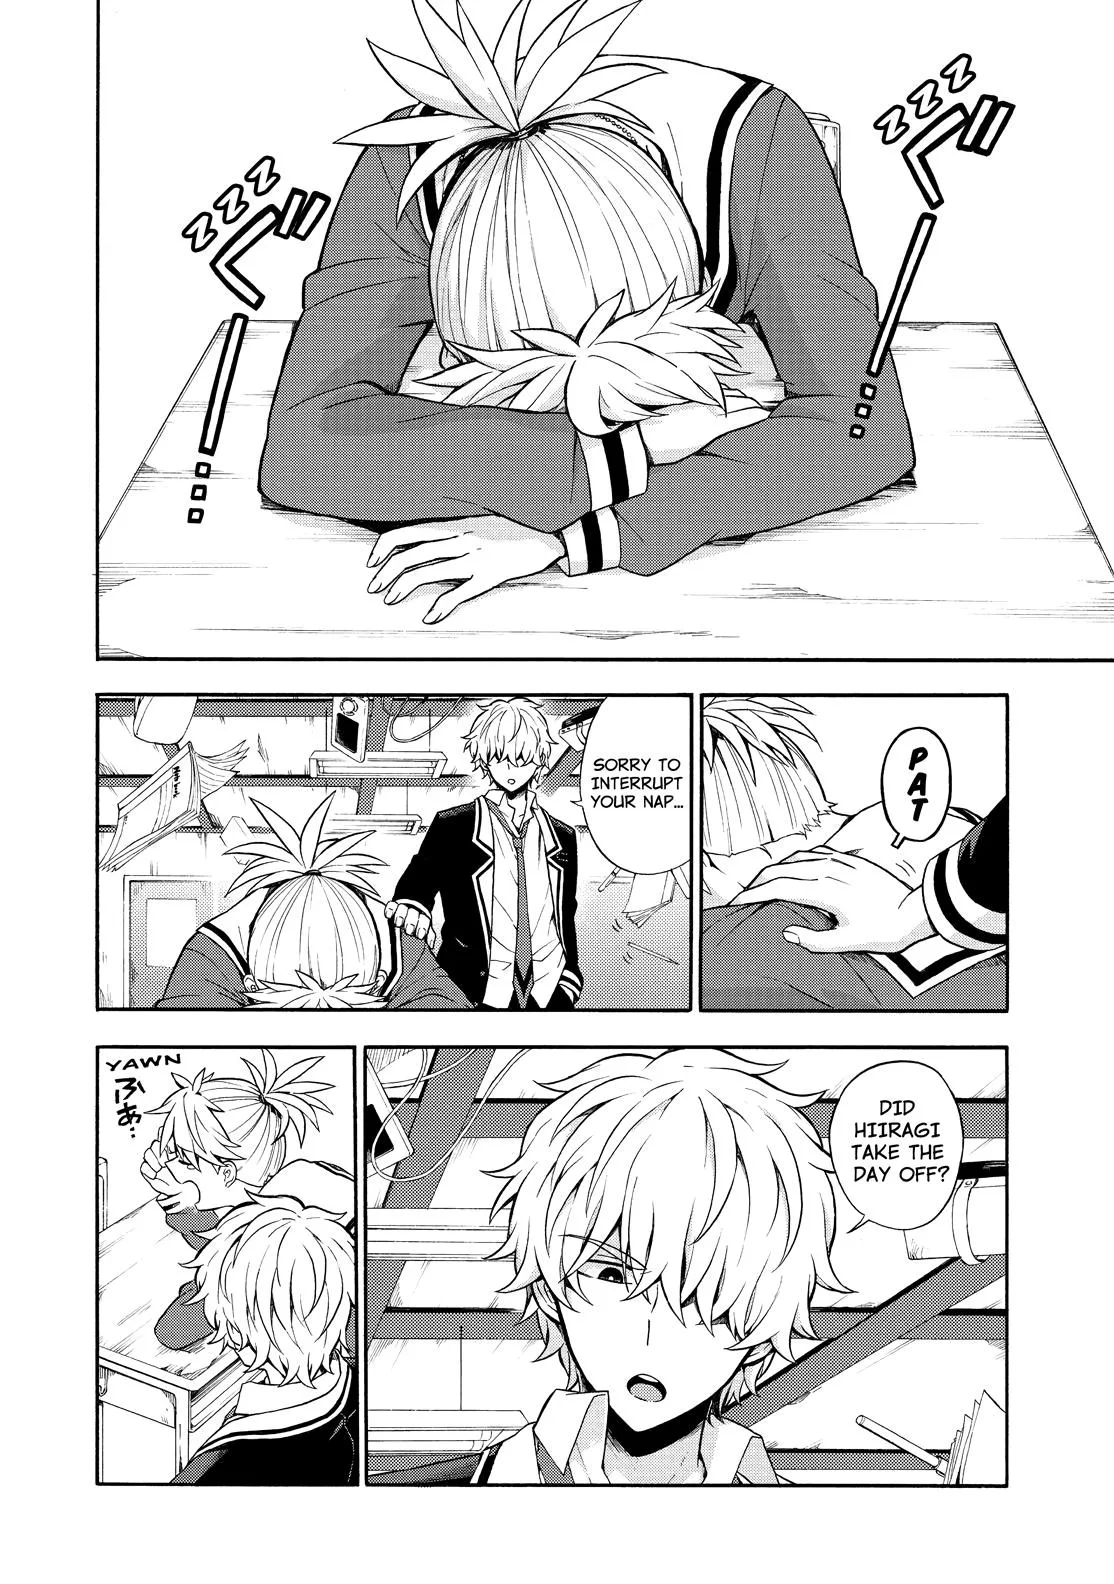 ZZZ
ぐー....
ZZZ
ぐー....
PAT
SORRY TO
INTERRUPT
YOUR NAP...
DID
HIIRAGI
TAKE THE
DAY OFF?
YAWN
ふぁ...